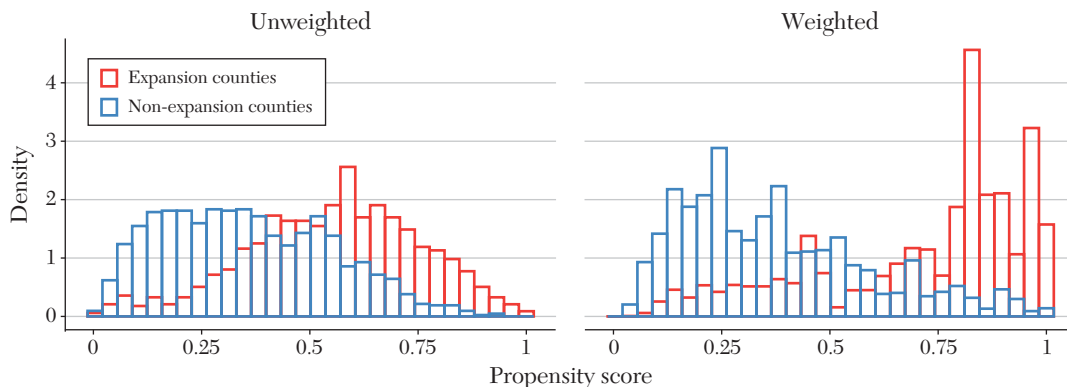 Unweighted
Weighted
Expansion counties
Non-expansion counties
Density
4
3
2
1
0
0
0.25
0.5
0.75
1
0
0.25
0.5
0.75
1
Propensity score